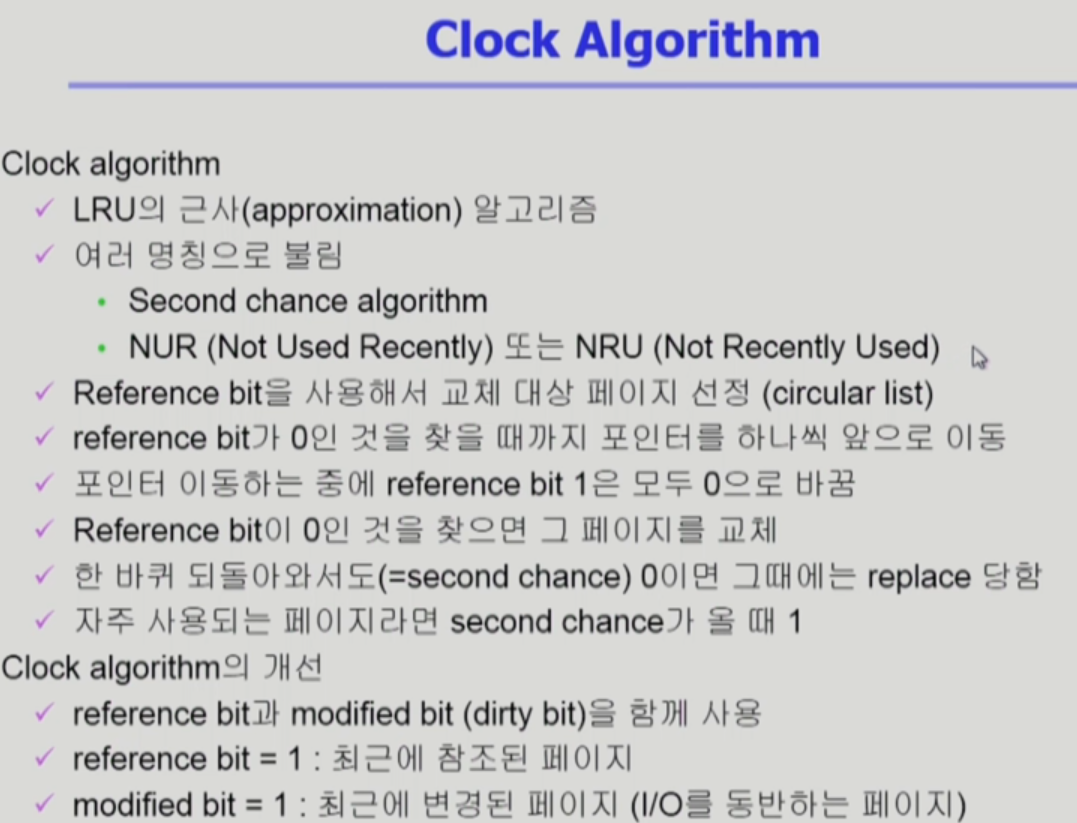 Clock Algorithm
Clock algorithm
✓ LRU의 근사(approximation) 알고리즘
✓ 여러 명칭으로 불림
• Second chance algorithm
• NUR (Not Used Recently) 또는 NRU (Not Recently Used)
✓ Reference bit을 사용해서 교체 대상 페이지 선정 (circular list)
✓ reference bit가 0인 것을 찾을 때까지 포인터를 하나씩 앞으로 이동
✓ 포인터 이동하는 중에 reference bit 1은 모두 0으로 바꿈
✓ Reference bit이 0인 것을 찾으면 그 페이지를 교체
✓ 한 바퀴 되돌아와서도(=second chance) 0이면 그때에는 replace 당함
✓ 자주 사용되는 페이지라면 second chance가 올 때 1
Clock algorithm의 개선
✓ reference bit과 modified bit (dirty bit)을 함께 사용
✓ reference bit = 1 : 최근에 참조된 페이지
✓ modified bit = 1 : 최근에 변경된 페이지 (I/O를 동반하는 페이지)